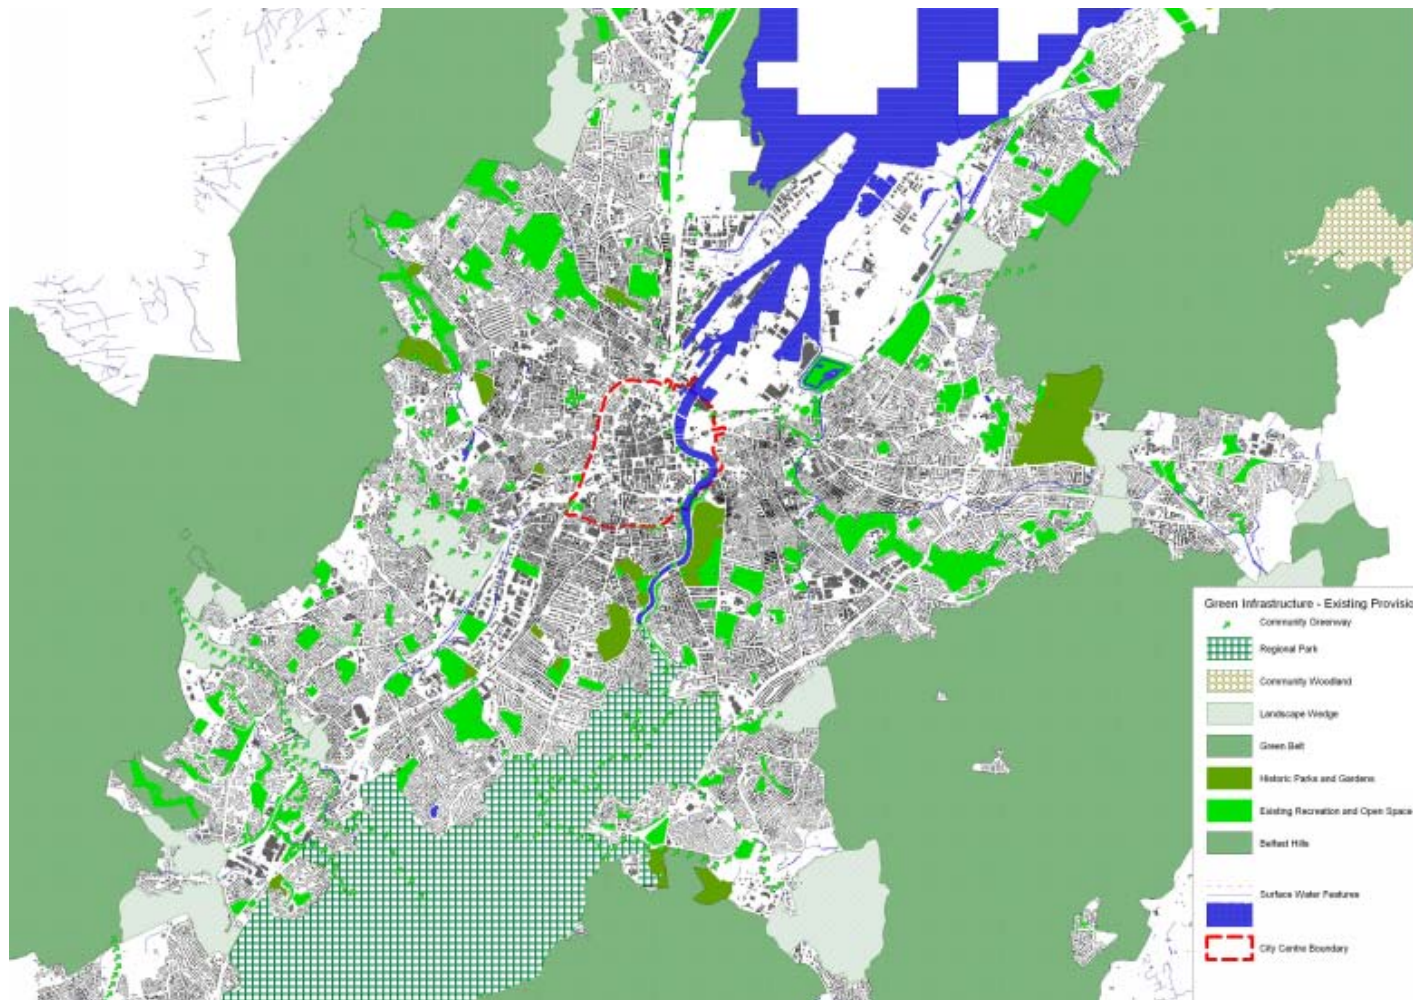 Green Infrastructure - Existing Provisio
Community Greenway
Regional Park
Community Woodland
Landscape Wedge
Green Belt
Historic Parks and Gardens
Existing Recreation and Open Space
Belfast Hills
Surface Water Features
City Centre Boundary